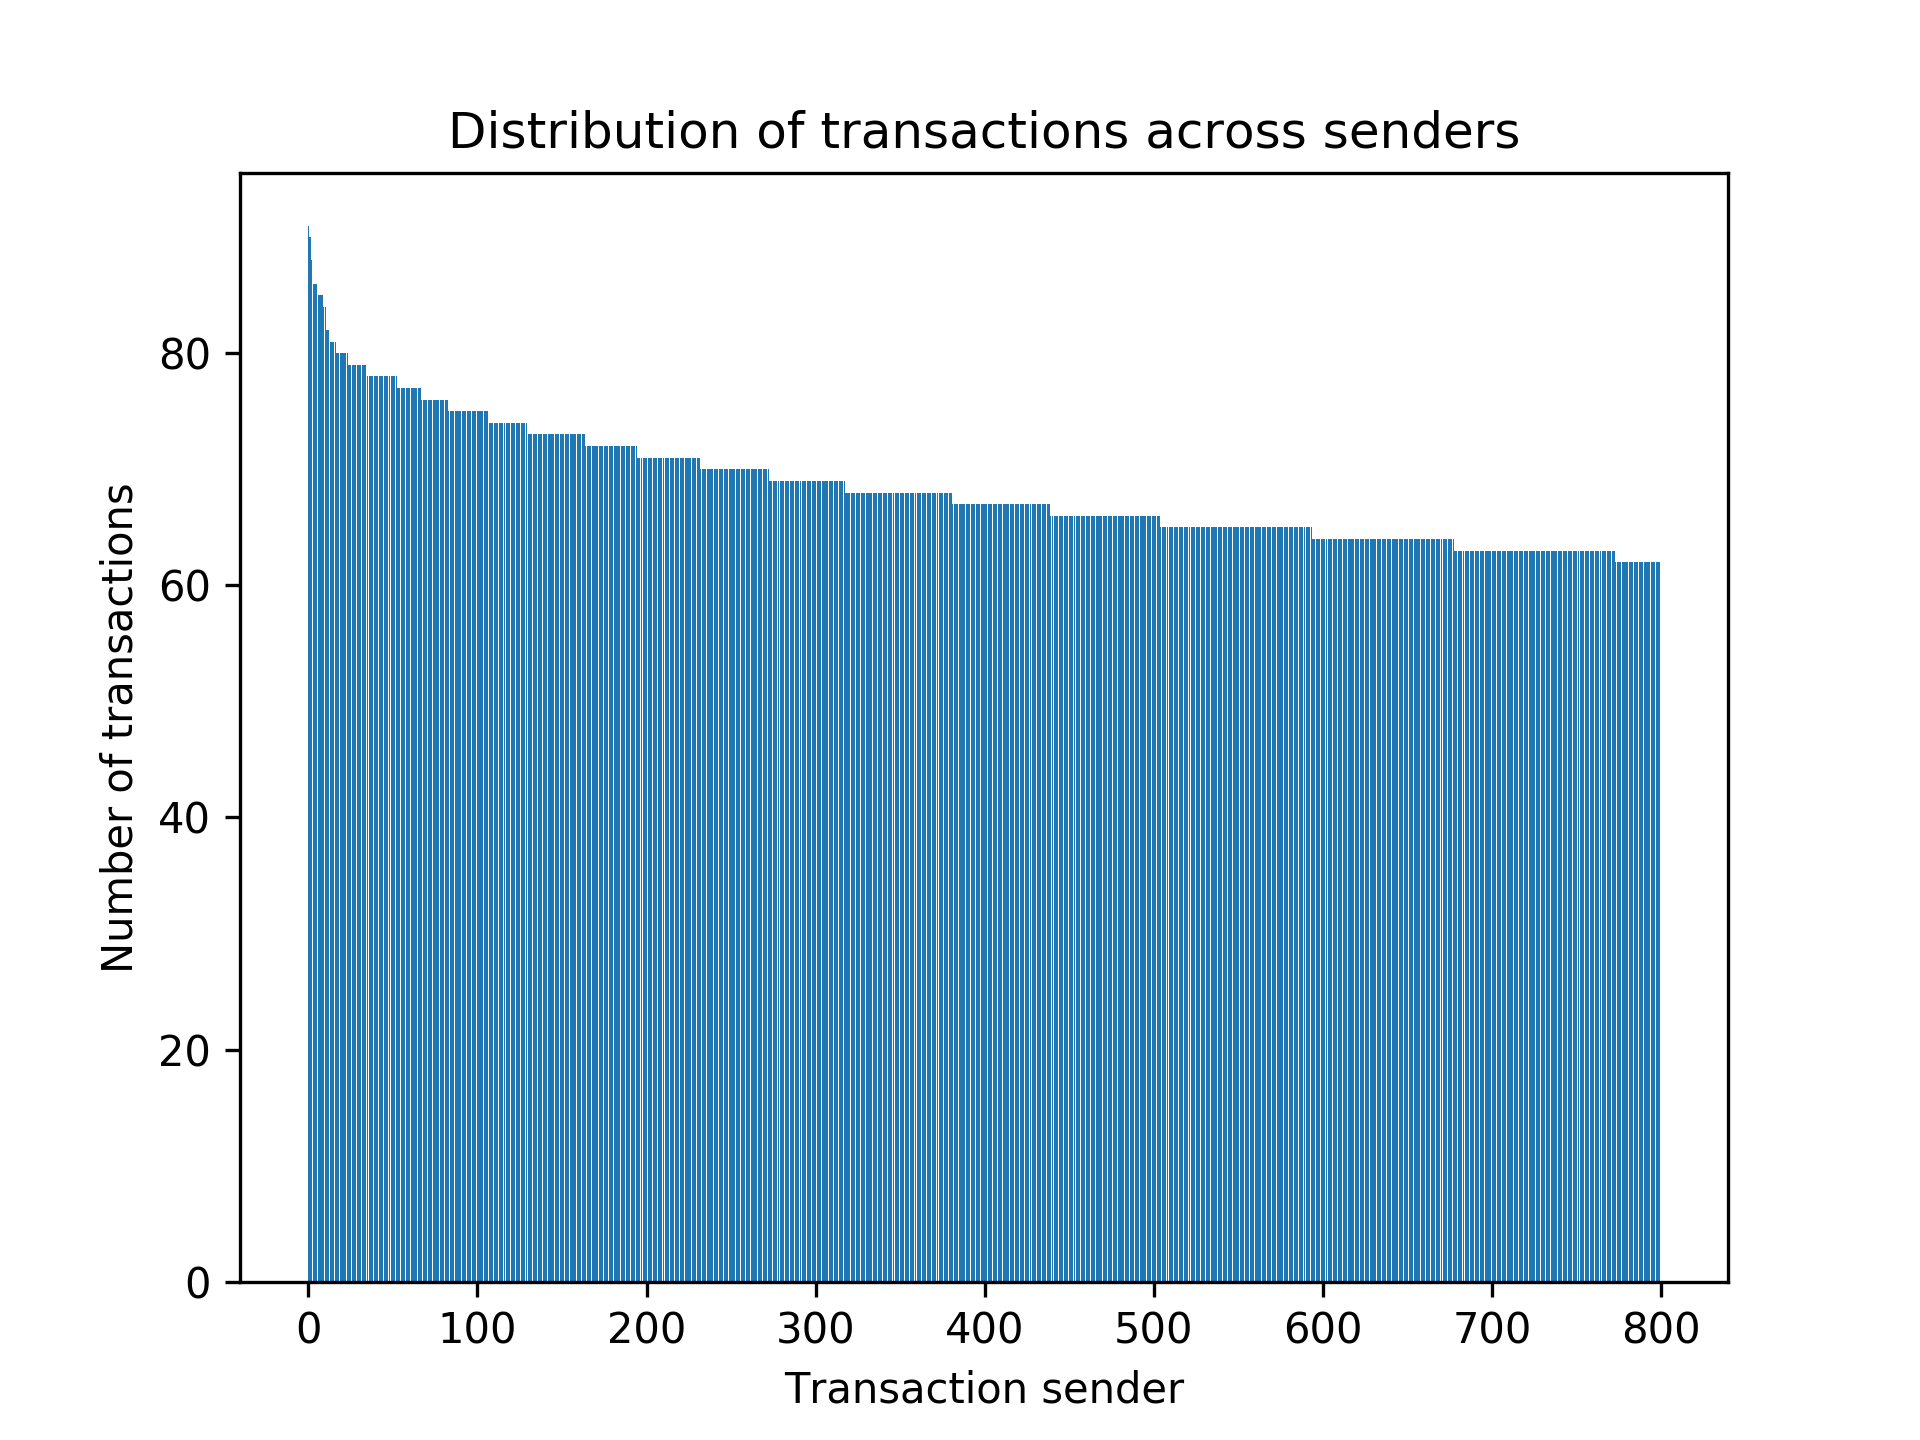 Distribution of transactions across senders
Number of transactions
80
60
40
20
0
0 100 200 300 400 500 600 700 800
Transaction sender